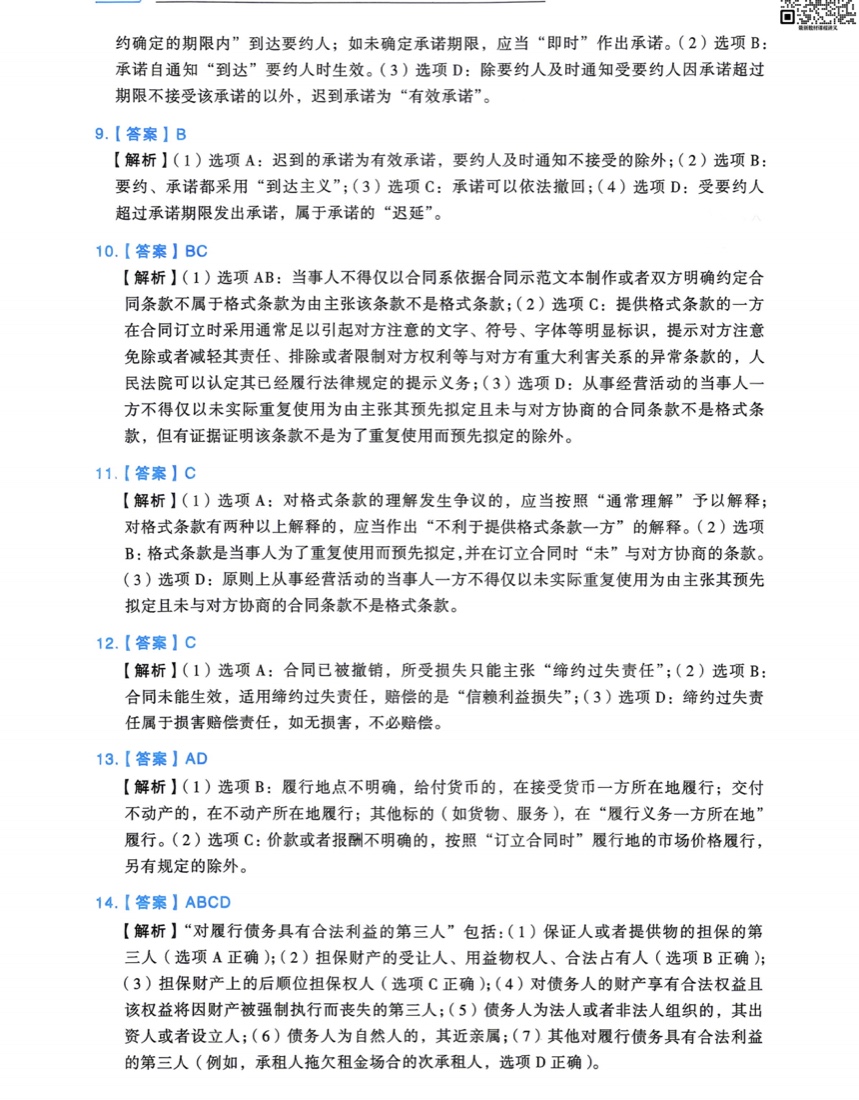 约确定的期限内”到达要约人；如未确定承诺期限，应当“即时”作出承诺。（2）选项 B：
承诺自通知“到达”要约人时生效。（3）选项 D：除要约人及时通知受要约人因承诺超过
期限不接受该承诺的以外，迟到承诺为“有效承诺”。
9.【答案】B
【解析】（1）选项 A：迟到的承诺为有效承诺，要约人及时通知不接受的除外；（2）选项 B：
要约、承诺都采用“到达主义”；（3）选项 C：承诺可以依法撤回；（4）选项 D：受要约人
超过承诺期限发出承诺，属于承诺的“迟延”。
10.【答案】BC
【解析】（1）选项 AB：当事人不得仅以合同系依据合同示范文本制作或者双方明确约定合
同条款不属于格式条款为由主张该条款不是格式条款；（2）选项 C：提供格式条款的一方
在合同订立时采用通常足以引起对方注意的文字、符号、字体等明显标识，提示对方注意
免除或者减轻其责任、排除或者限制对方权利等与对方有重大利害关系的异常条款的，人
民法院可以认定其已经履行法律规定的提示义务；（3）选项 D：从事经营活动的当事人一
方不得仅以未实际重复使用为由主张其预先拟定且未与对方协商的合同条款不是格式条
款，但有证据证明该条款不是为了重复使用而预先拟定的除外。
11.【答案】C
【解析】（1）选项 A：对格式条款的理解发生争议的，应当按照“通常理解”予以解释；
对格式条款有两种以上解释的，应当作出“不利于提供格式条款一方”的解释。（2）选项
B：格式条款是当事人为了重复使用而预先拟定，并在订立合同时“未”与对方协商的条款。
（3）选项 D：原则上从事经营活动的当事人一方不得仅以未实际重复使用为由主张其预先
拟定且未与对方协商的合同条款不是格式条款。
12.【答案】C
【解析】（1）选项 A：合同已被撤销，所受损失只能主张“缔约过失责任”；（2）选项 B：
合同未能生效，适用缔约过失责任，赔偿的是“信赖利益损失”；（3）选项 D：缔约过失责
任属于损害赔偿责任，如无损害，不必赔偿。
13.【答案】AD
【解析】（1）选项 B：履行地点不明确，给付货币的，在接受货币一方所在地履行；交付
不动产的，在不动产所在地履行；其他标的（如货物、服务），在“履行义务一方所在地”
履行。（2）选项 C：价款或者报酬不明确的，按照“订立合同时”履行地的市场价格履行，
另有规定的除外。
14.【答案】ABCD
【解析】“对履行债务具有合法利益的第三人”包括：（1）保证人或者提供物的担保的第
三人（选项 A 正确）；（2）担保财产的受让人、用益物权人、合法占有人（选项 B 正确）；
（3）担保财产上的后顺位担保权人（选项 C 正确）；（4）对债务人的财产享有合法权益且
该权益将因财产被强制执行而丧失的第三人；（5）债务人为法人或者非法人组织的，其出
资人或者设立人；（6）债务人为自然人的，其近亲属；（7）其他对履行债务具有合法利益
的第三人（例如，承租人拖欠租金场合的次承租人，选项 D 正确）。